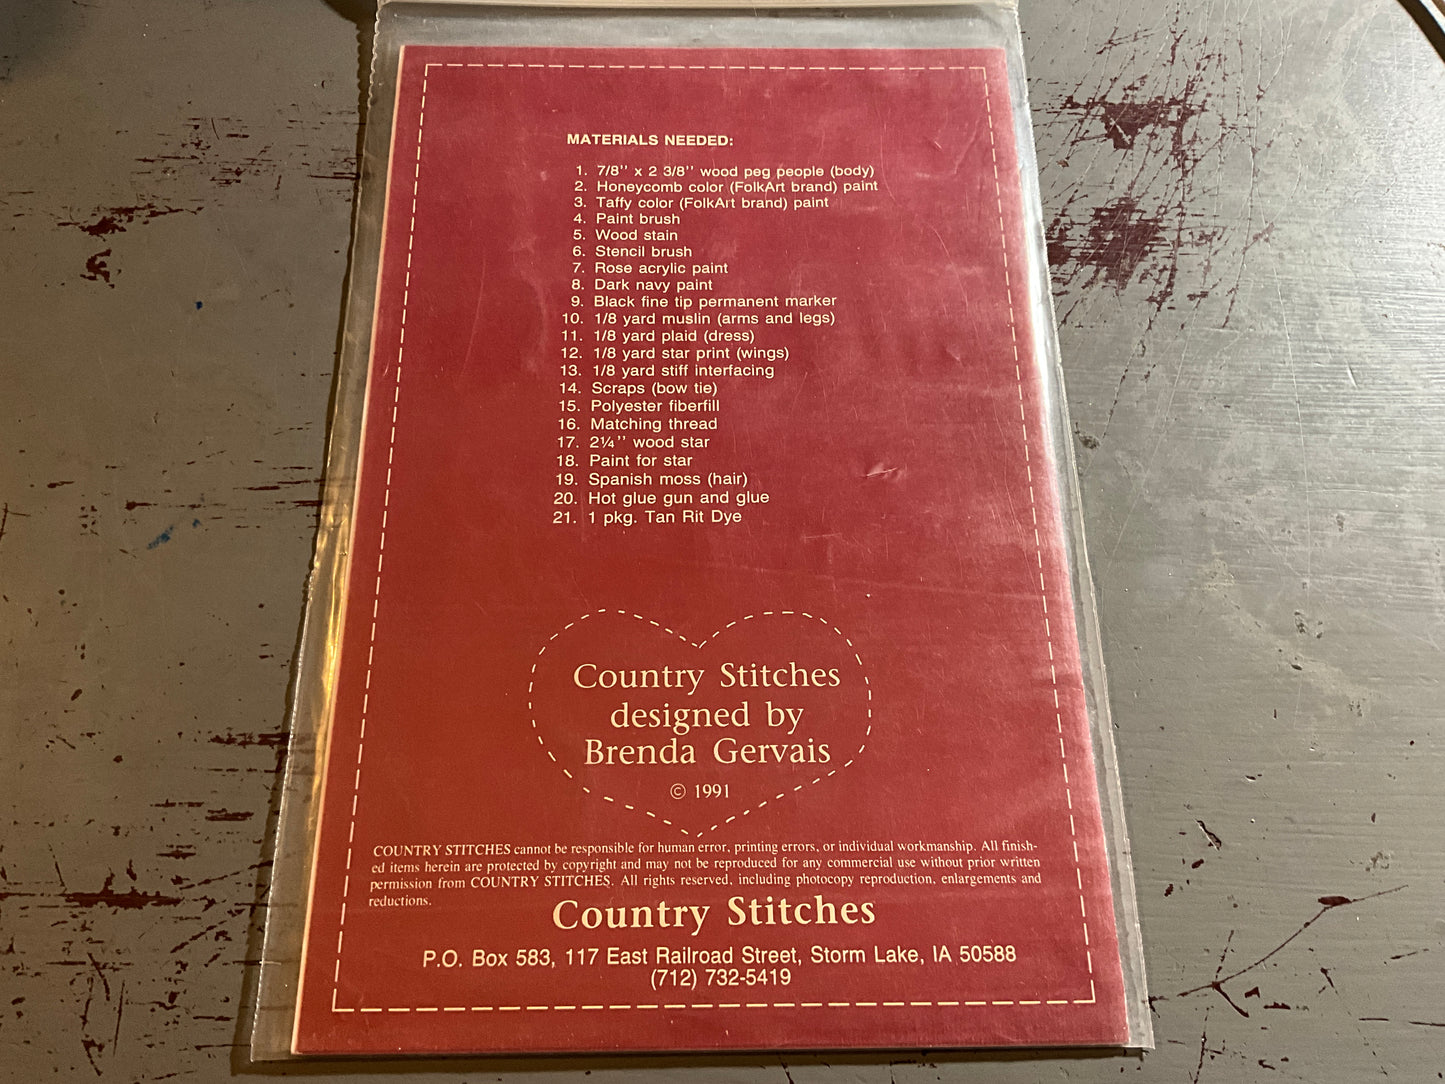 MATERIALS NEEDED:
1. 7/8'' x 2 3/8'' wood peg people (body)
2. Honeycomb color (FolkArt brand) paint
3. Taffy color (FolkArt brand) paint
4. Paint brush
5. Wood stain
6. Stencil brush
7. Rose acrylic paint
8. Dark navy paint
9. Black fine tip permanent marker
10. 1/8 yard muslin (arms and legs)
11. 1/8 yard plaid (dress)
12. 1/8 yard star print (wings)
13. 1/8 yard stiff interfacing
14. Scraps (bow tie)
15. Polyester fiberfill
16. Matching thread
17. 2¼'' wood star
18. Paint for star
19. Spanish moss (hair)
20. Hot glue gun and glue
21. 1 pkg. Tan Rit Dye
Country Stitches
designed by
Brenda Gervais
© 1991
COUNTRY STITCHES cannot be responsible for human error, printing errors, or individual workmanship. All finish-
ed items herein are protected by copyright and may not be reproduced for any commercial use without prior written
permission from COUNTRY STITCHES. All rights reserved, including photocopy reproduction, enlargements and
reductions.
Country Stitches
P.O. Box 583, 117 East Railroad Street, Storm Lake, IA 50588
(712) 732-5419